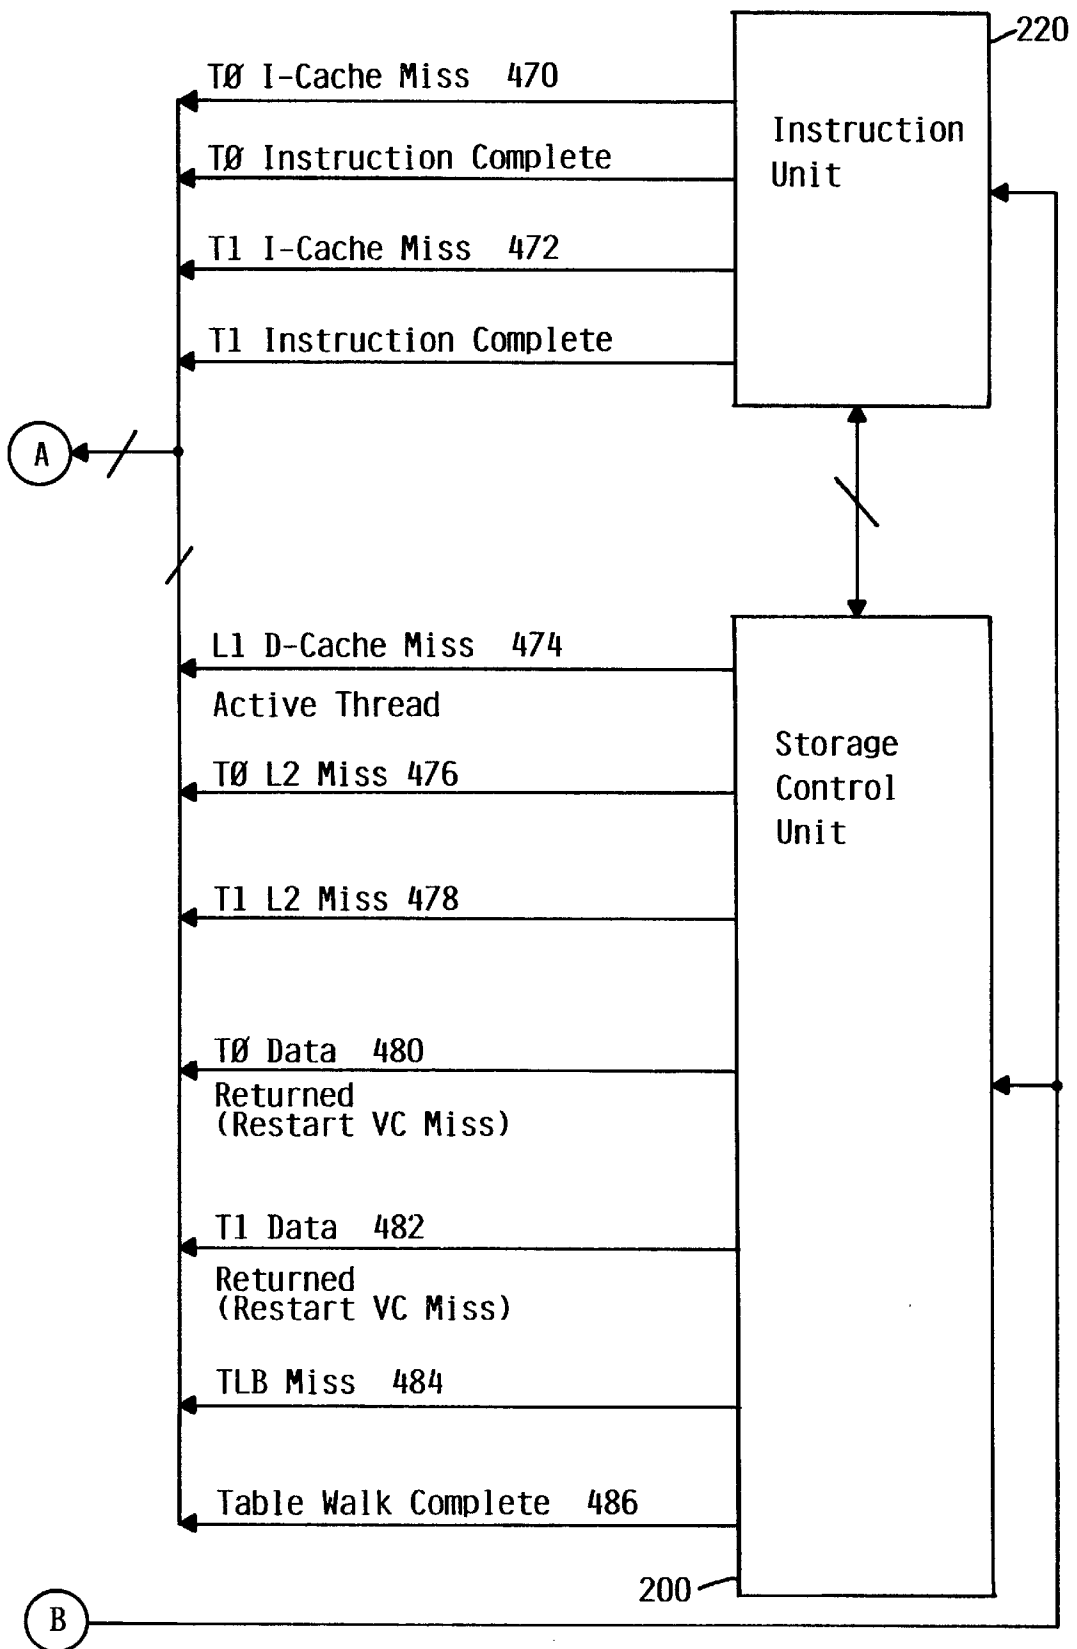 220
TØ I-Cache Miss 470
Instruction
Unit
TØ Instruction Complete
T1 I-Cache Miss 472
T1 Instruction Complete
A
L1 D-Cache Miss 474
Active Thread
Storage
Control
Unit
TØ L2 Miss 476
T1 L2 Miss 478
TØ Data 480
Returned
(Restart VC Miss)
T1 Data 482
Returned
(Restart VC Miss)
TLB Miss 484
Table Walk Complete 486
200
B